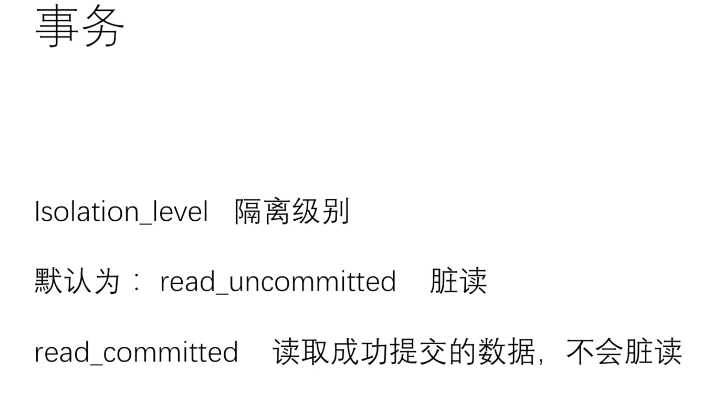 事务
Isolation_level 隔离级别
默认为： read_uncommitted 脏读
read_committed 读取成功提交的数据，不会脏读